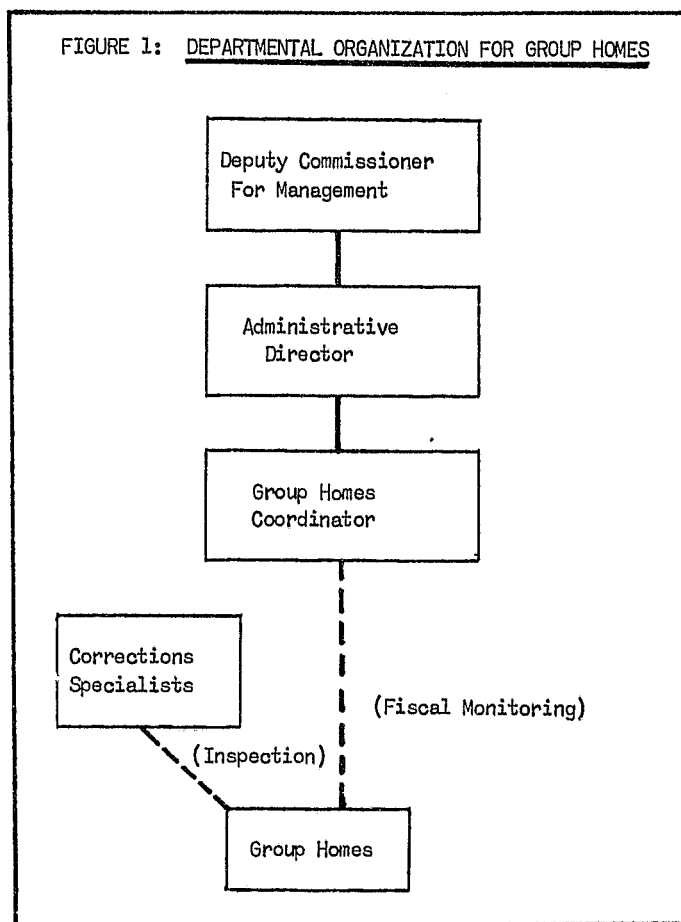 FIGURE 1: DEPARTMENTAL ORGANIZATION FOR GROUP HOMES
Deputy Commissioner
For Management
Administrative
Director
Group Homes
Coordinator
Corrections
Specialists
(Fiscal Monitoring)
(Inspection)
Group Homes